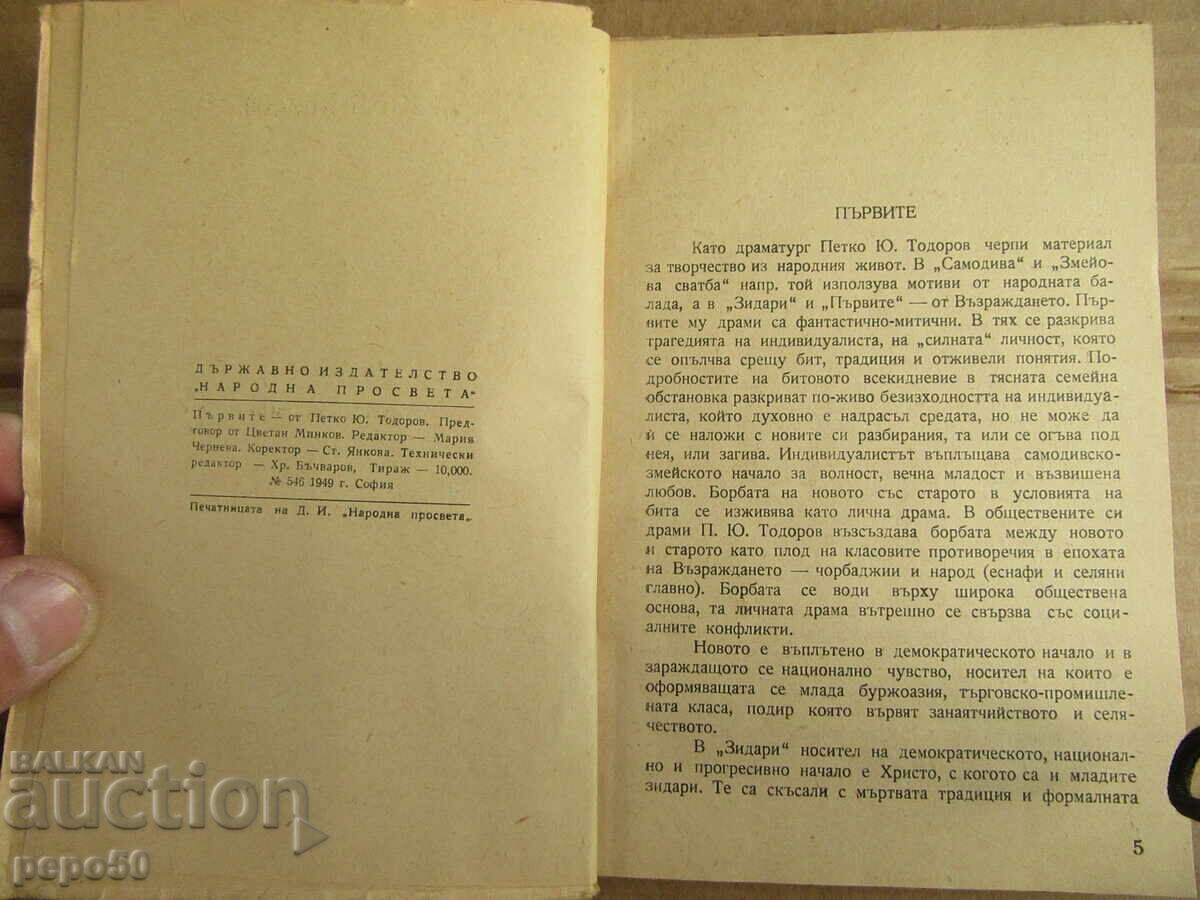 ДЪРЖАВНО ИЗДАТЕЛСТВО
„НАРОДНА ПРОСВЕТА“
Първите — от Петко Ю. Тодоров. Пред-
говор от Цветан Минков. Редактор — Мария
Чернева. Коректор — Ст. Янкова. Технически
редактор — Хр. Бъчваров, Тираж — 10,000.
№ 546 1949 г. София
Печатницата на Д. И. „Народна просвета„.
ПЪРВИТЕ
Като драматург Петко Ю. Тодоров черпи материал
за творчество из народния живот. В „Самодива“ и „Змейо-
ва сватба“ напр. той използува мотиви от народната ба-
лада, а в „Зидари“ и „Първите“ — от Възраждането. Пър-
вите му драми са фантастично-митични. В тях се разкрива
трагедията на индивидуалиста, на „силната“ личност, която
се опълчва срещу бит, традиция и отживели понятия. По-
дробностите на битовото всекидневие в тясната семейна
обстановка разкриват по-живо безизходността на индивидуа-
листа, който духовно е надрасъл средата, но не може да
ѝ се наложи с новите си разбирания, та или се огъва под
нея, или загива. Индивидуалистът въплъщава самодивско-
змейското начало за волност, вечна младост и възвишена
любов. Борбата на новото със старото в условията на
бита се изживява като лична драма. В обществените си
драми П. Ю. Тодоров възсъздава борбата между новото
и старото като плод на класовите противоречия в епохата
на Възраждането — чорбаджии и народ (еснафи и селяни
главно). Борбата се води върху широка обществена
основа, та личната драма вътрешно се свързва със соци-
алните конфликти.
Новото е въплътено в демократическото начало и в
зараждащото се национално чувство, носител на които е
оформяващата се млада буржоазия, търговско-промишле-
ната класа, подир която вървят занаятчийството и селя-
чеството.
В „Зидари“ носител на демократическото, национал-
но и прогресивно начало е Христо, с когото са и младите
зидари. Те са скъсали с мъртвата традиция и формалната
5
БАЛКАН
auction
pepo50